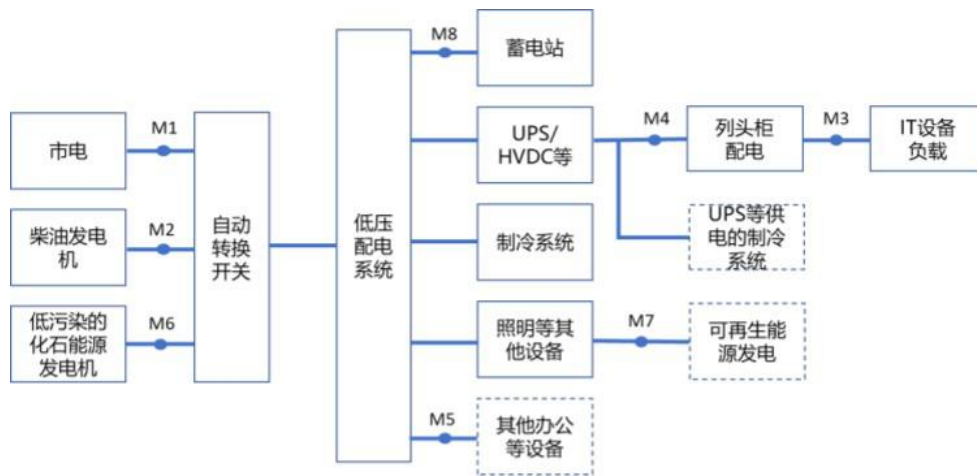 市电
M1
柴油发电
机
M2
低污染的
化石能源
发电机
M6
自动
转换
开关
低压
配电
系统
M8
蓄电站
UPS/
HVDC等
M4
列头柜
配电
M3
IT设备
负载
UPS等供
电的制冷
系统
制冷系统
照明等其
他设备
M7
可再生能
源发电
M5
其他办公
等设备